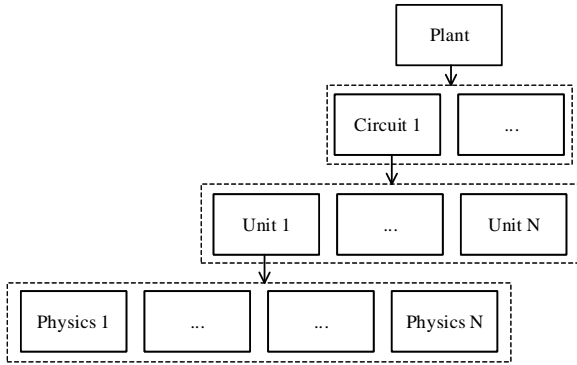 Plant
Circuit 1
...
Unit 1
...
Unit N
Physics 1
...
...
Physics N